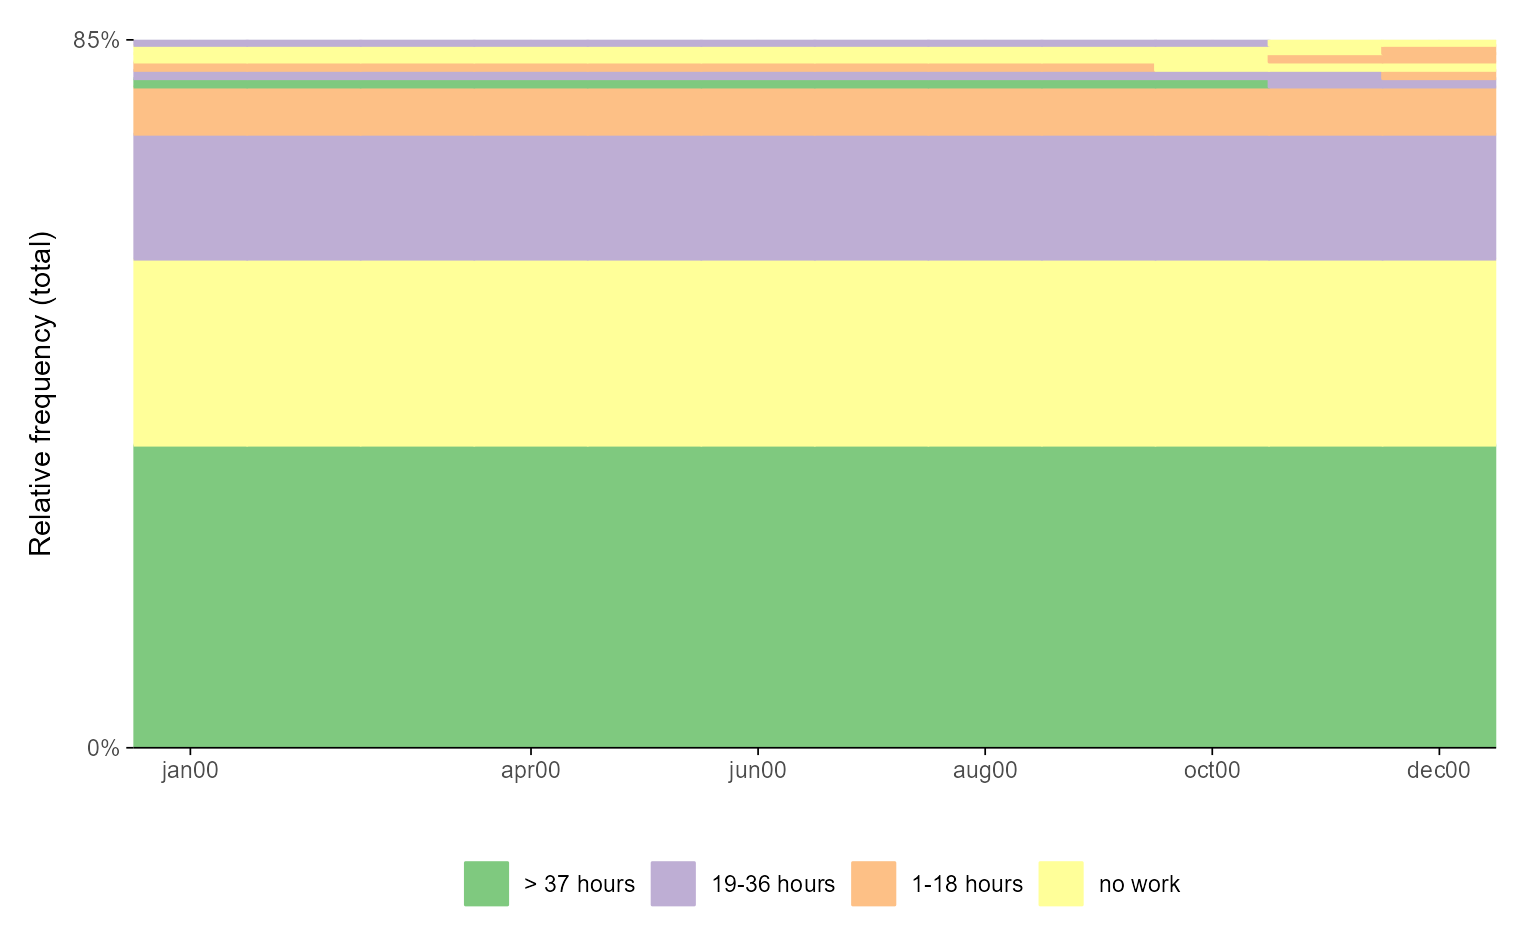 85%
Relative frequency (total)
0%
jan00 apr00 jun00 aug00 oct00 dec00
> 37 hours 19-36 hours 1-18 hours no work